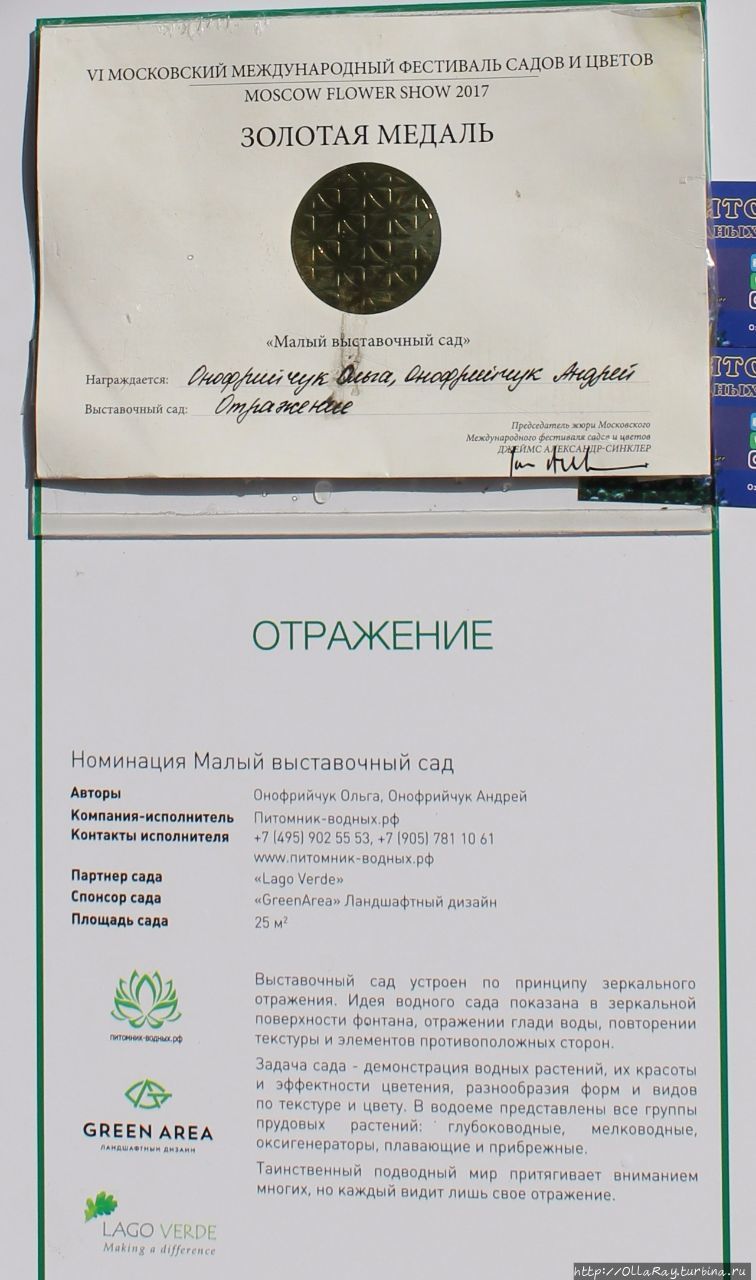 VI МОСКОВСКИЙ МЕЖДУНАРОДНЫЙ ФЕСТИВАЛЬ САДОВ И ЦВЕТОВ
MOSCOW FLOWER SHOW 2017
ЗОЛОТАЯ МЕДАЛЬ
«Малый выставочный сад»
Награждается: Онофрийчук Ольга, Онофрийчук Андрей
Выставочный сад: Отражение
Председатель жюри Московского
Международного фестиваля садов и цветов
ДЖЕЙМС АЛЕКСАНДР-СИНКЛЕР
ОТРАЖЕНИЕ
Номинация Малый выставочный сад
Авторы Онофрийчук Ольга, Онофрийчук Андрей
Компания-исполнитель Питомник-водных.рф
Контакты исполнителя +7 (495) 902 55 53, +7 (905) 781 10 61
www.питомник-водных.рф
Партнер сада «Lago Verde»
Спонсор сада «GreenArea» Ландшафтный дизайн
Площадь сада 25 м²
Выставочный сад устроен по принципу зеркального
отражения. Идея водного сада показана в зеркальной
поверхности фонтана, отражении глади воды, повторении
текстуры и элементов противоположных сторон.
Задача сада - демонстрация водных растений, их красоты
и эффектности цветения, разнообразия форм и видов
по текстуре и цвету. В водоеме представлены все группы
прудовых растений: глубоководные, мелководные,
оксигенераторы, плавающие и прибрежные.
Таинственный подводный мир притягивает вниманием
многих, но каждый видит лишь свое отражение.
ПИТОМНИК-ВОДНЫХ.РФ
GREEN AREA
ЛАНДШАФТНЫЙ ДИЗАЙН
LAGO VERDE
Making a difference
http://OllaRay.turbina.ru